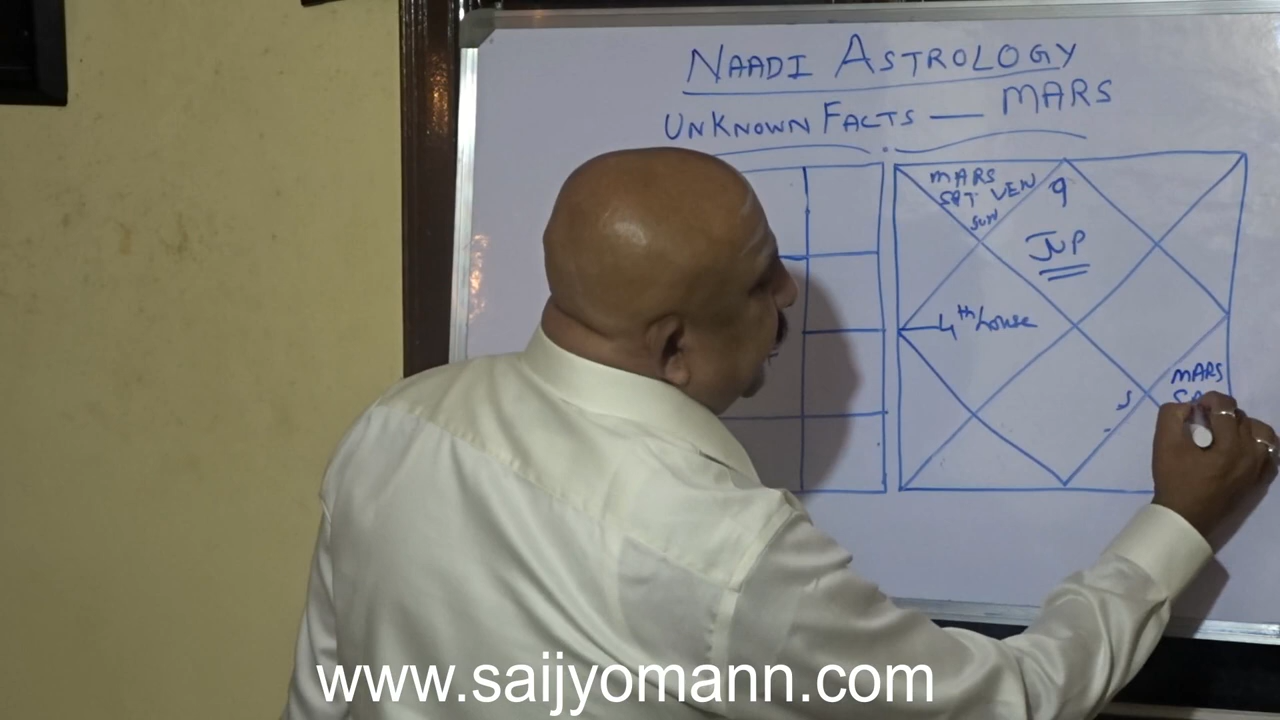 NAADI ASTROLOGY
UNKNOWN FACTS — MARS
MARS
SAT VEN
SUN
9
JUP
4th house
MARS
www.saijyomann.com